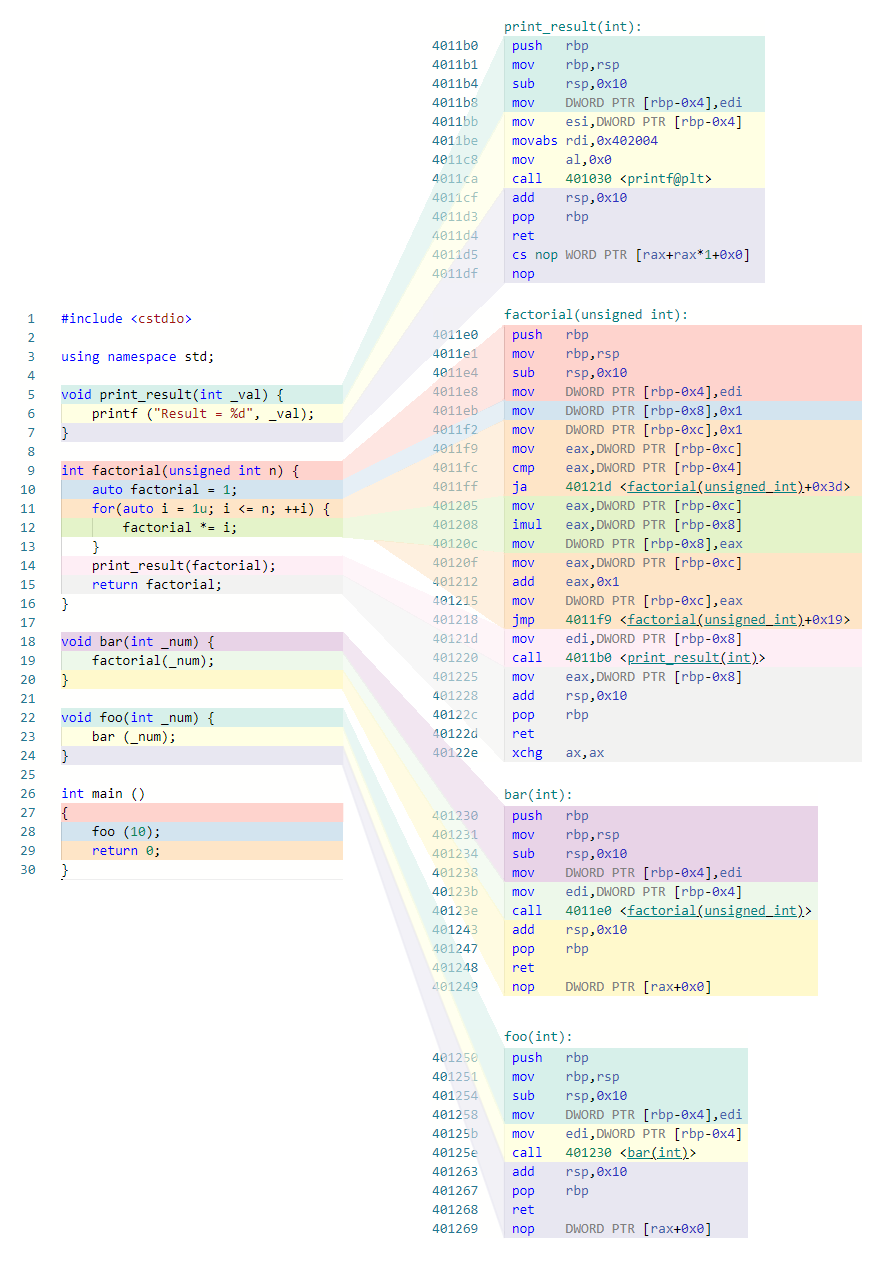 print_result(int):
4011b0 push rbp
4011b1 mov rbp,rsp
4011b4 sub rsp,0x10
4011b8 mov DWORD PTR [rbp-0x4],edi
4011bb mov esi,DWORD PTR [rbp-0x4]
4011be movabs rdi,0x402004
4011c8 mov al,0x0
4011ca call 401030 <printf@plt>
4011cf add rsp,0x10
4011d3 pop rbp
4011d4 ret
4011d5 cs nop WORD PTR [rax+rax*1+0x0]
4011df nop
1 #include <cstdio>
2
3 using namespace std;
4
5 void print_result(int _val) {
6 printf ("Result = %d", _val);
7 }
8
9 int factorial(unsigned int n) {
10 auto factorial = 1;
11 for(auto i = 1u; i <= n; ++i) {
12 factorial *= i;
13 }
14 print_result(factorial);
15 return factorial;
16 }
17
18 void bar(int _num) {
19 factorial(_num);
20 }
21
22 void foo(int _num) {
23 bar (_num);
24 }
25
26 int main ()
27 {
28 foo (10);
29 return 0;
30 }
factorial(unsigned int):
4011e0 push rbp
4011e1 mov rbp,rsp
4011e4 sub rsp,0x10
4011e8 mov DWORD PTR [rbp-0x4],edi
4011eb mov DWORD PTR [rbp-0x8],0x1
4011f2 mov DWORD PTR [rbp-0xc],0x1
4011f9 mov eax,DWORD PTR [rbp-0xc]
4011fc cmp eax,DWORD PTR [rbp-0x4]
4011ff ja 40121d <factorial(unsigned_int)+0x3d>
401205 mov eax,DWORD PTR [rbp-0xc]
401208 imul eax,DWORD PTR [rbp-0x8]
40120c mov DWORD PTR [rbp-0x8],eax
40120f mov eax,DWORD PTR [rbp-0xc]
401212 add eax,0x1
401215 mov DWORD PTR [rbp-0xc],eax
401218 jmp 4011f9 <factorial(unsigned_int)+0x19>
40121d mov edi,DWORD PTR [rbp-0x8]
401220 call 4011b0 <print_result(int)>
401225 mov eax,DWORD PTR [rbp-0x8]
401228 add rsp,0x10
40122c pop rbp
40122d ret
40122e xchg ax,ax
bar(int):
401230 push rbp
401231 mov rbp,rsp
401234 sub rsp,0x10
401238 mov DWORD PTR [rbp-0x4],edi
40123b mov edi,DWORD PTR [rbp-0x4]
40123e call 4011e0 <factorial(unsigned_int)>
401243 add rsp,0x10
401247 pop rbp
401248 ret
401249 nop DWORD PTR [rax+0x0]
foo(int):
401250 push rbp
401251 mov rbp,rsp
401254 sub rsp,0x10
401258 mov DWORD PTR [rbp-0x4],edi
40125b mov edi,DWORD PTR [rbp-0x4]
40125e call 401230 <bar(int)>
401263 add rsp,0x10
401267 pop rbp
401268 ret
401269 nop DWORD PTR [rax+0x0]